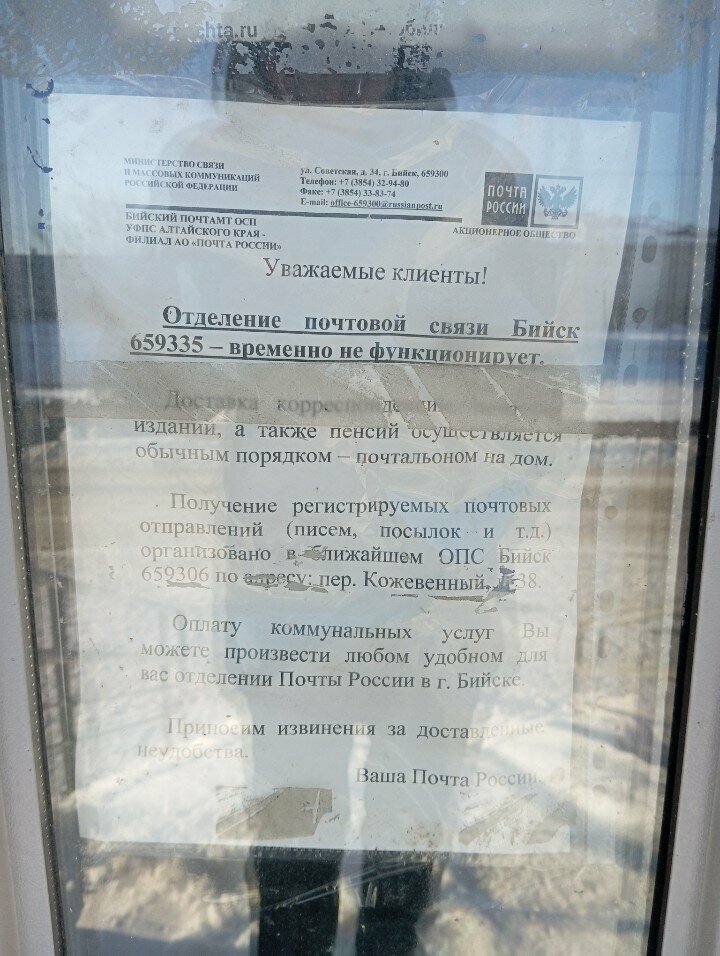 chta.ru
МИНИСТЕРСТВО СВЯЗИ
И МАССОВЫХ КОММУНИКАЦИЙ
РОССИЙСКОЙ ФЕДЕРАЦИИ
БИЙСКИЙ ПОЧТАМТ ОСП
УФПС АЛТАЙСКОГО КРАЯ -
ФИЛИАЛ АО «ПОЧТА РОССИИ»
ул. Советская, д. 34, г. Бийск, 659300
Телефон: +7 (3854) 32-94-80
Факс: +7 (3854) 33-83-74
E-mail: office-659300@russianpost.ru
ПОЧТА
РОССИИ
АКЦИОНЕРНОЕ ОБЩЕСТВО
Уважаемые клиенты!
Отделение почтовой связи Бийск
659335 – временно не функционирует.
Доставка
изданий, а также пенсий осуществляется
обычным порядком – почтальоном на дом.
Получение регистрируемых почтовых
отправлений (писем, посылок и т.д.)
организовано в ближайшем ОПС Бийск
659306 по адресу: пер. Кожевенный, 38.
Оплату коммунальных услуг Вы
можете произвести любом удобном для
вас отделении Почты России в г. Бийске.
Приносим извинения за доставленные
неудобства.
Ваша Почта России.